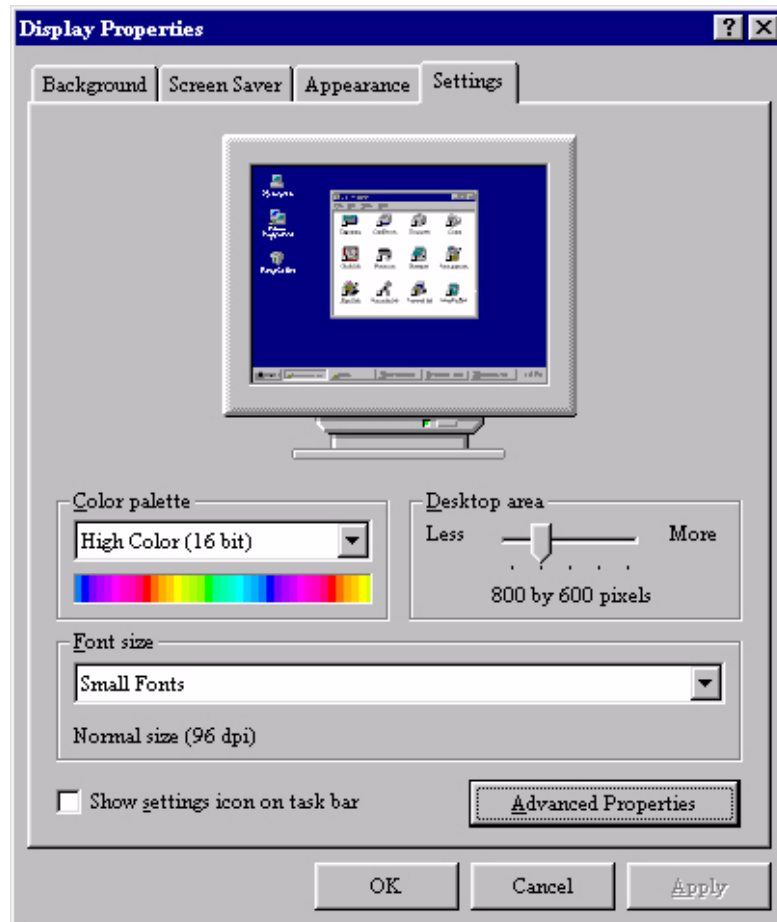 Display Properties
Background Screen Saver Appearance Settings
Color palette
High Color (16 bit)
Desktop area
Less More
800 by 600 pixels
Font size
Small Fonts
Normal size (96 dpi)
Show settings icon on task bar
Advanced Properties
OK Cancel Apply